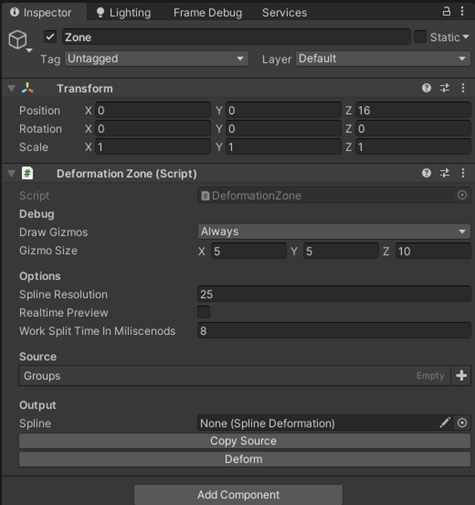 Inspector Lighting Frame Debug Services
Zone Static
Tag Untagged Layer Default
Transform
Position X 0 Y 0 Z 16
Rotation X 0 Y 0 Z 0
Scale X 1 Y 1 Z 1
# Deformation Zone (Script)
Script # DeformationZone
Debug
Draw Gizmos Always
Gizmo Size X 5 Y 5 Z 10
Options
Spline Resolution 25
Realtime Preview
Work Split Time In Miliscenods 8
Source
Groups Empty
Output
Spline None (Spline Deformation)
Copy Source
Deform
Add Component